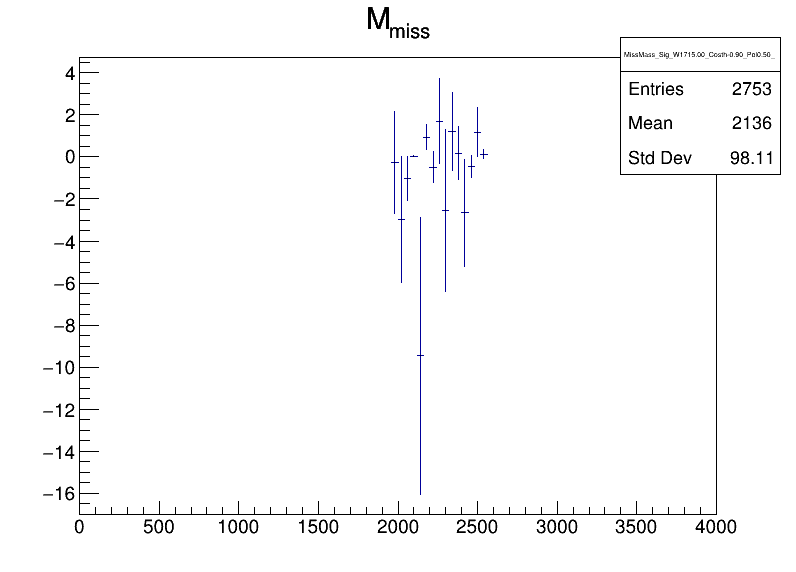 M_miss
MissMass_Sig_W1715.00_Costh-0.90_Pol0.50_
Entries 2753
Mean 2136
Std Dev 98.11
4
2
0
−2
−4
−6
−8
−10
−12
−14
−16
0 500 1000 1500 2000 2500 3000 3500 4000